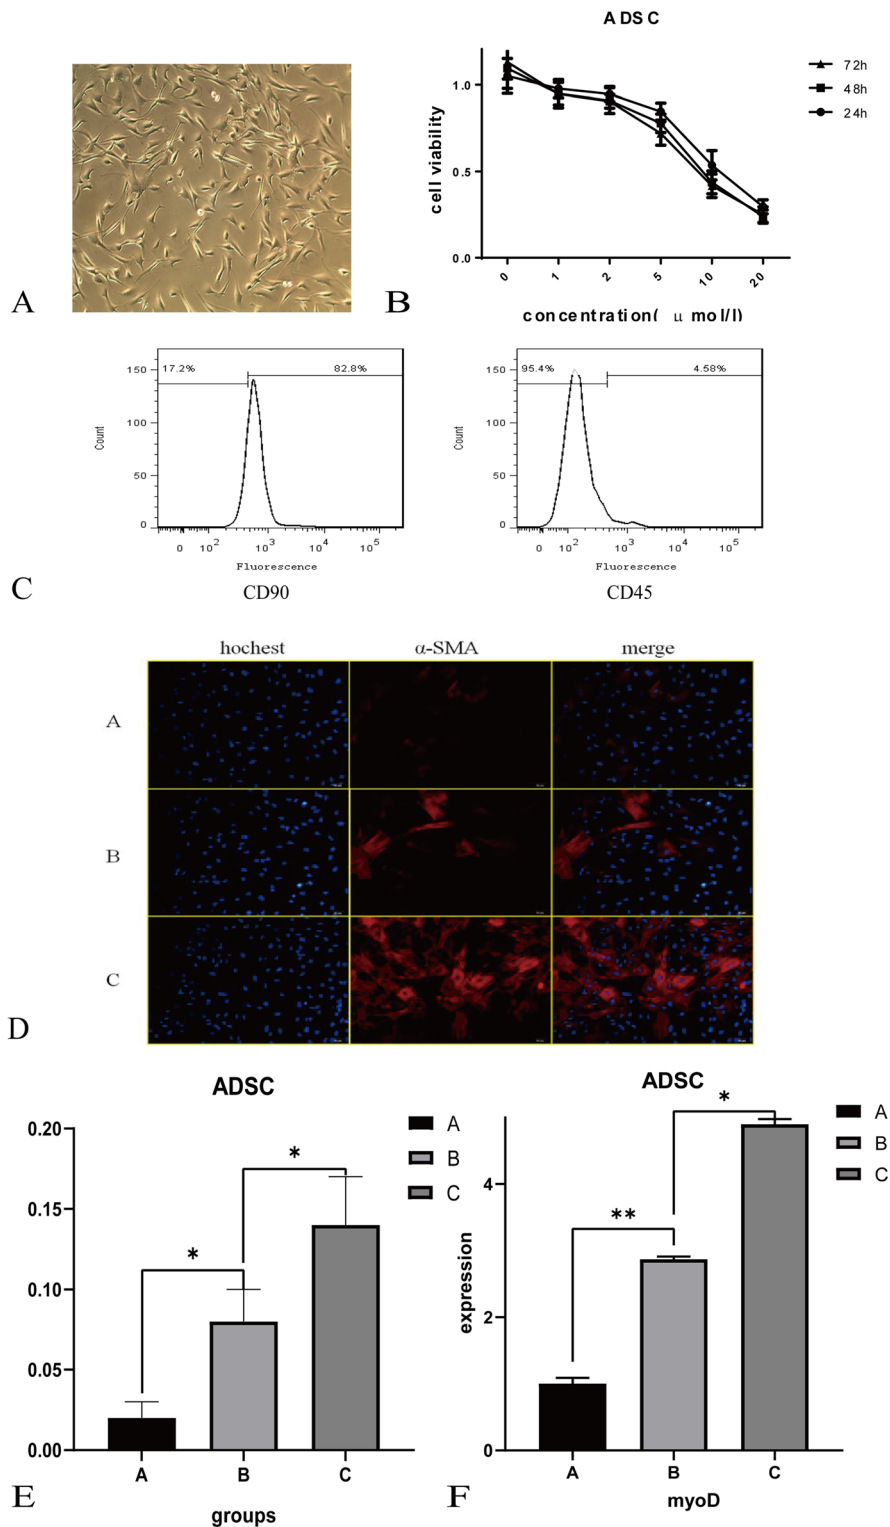 ADSC
1.0
0.5
0.0
cell viability
0
1
2
5
10
20
concentration( μ mol/l)
72h
48h
24h
A
B
17.2%
82.8%
150
100
50
0
Count
0 10² 10³ 10⁴ 10⁵
Fluorescence
CD90
95.4%
4.58%
150
100
50
0
Count
0 10² 10³ 10⁴ 10⁵
Fluorescence
CD45
C
hochest α-SMA merge
A
B
C
D
ADSC
A
B
C
0.20
0.15
0.10
0.05
0.00
*
*
A B C
groups
E
ADSC
A
B
C
4
2
0
expression
**
*
A B C
myoD
F